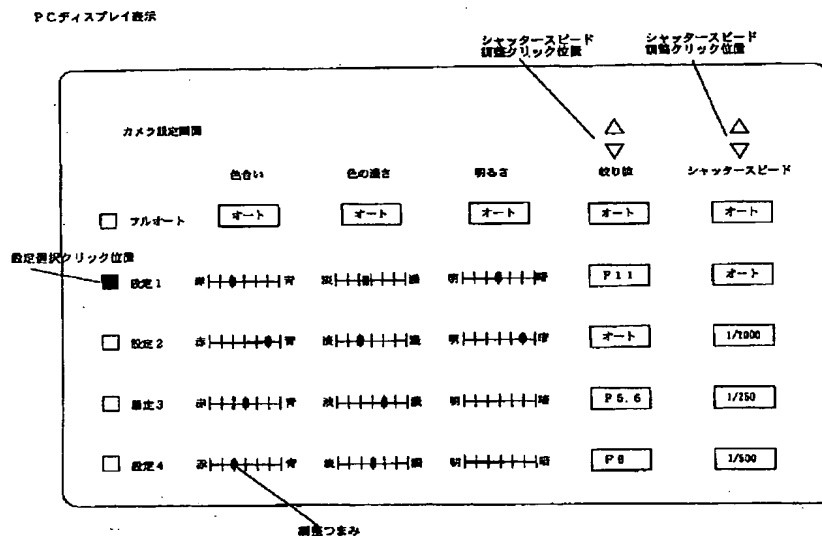 PCディスプレイ表示
シャッタースピード
調整クリック位置
シャッタースピード
調整クリック位置
カメラ設定画面
色合い 色の濃さ 明るさ 絞り値 シャッタースピード
フルオート オート オート オート オート オート
設定選択クリック位置
設定1 赤 青 淡 濃 明 暗 F11 オート
設定2 赤 青 淡 濃 明 暗 オート 1/2000
設定3 赤 青 淡 濃 明 暗 F5.6 1/250
設定4 赤 青 淡 濃 明 暗 F8 1/500
調整つまみ